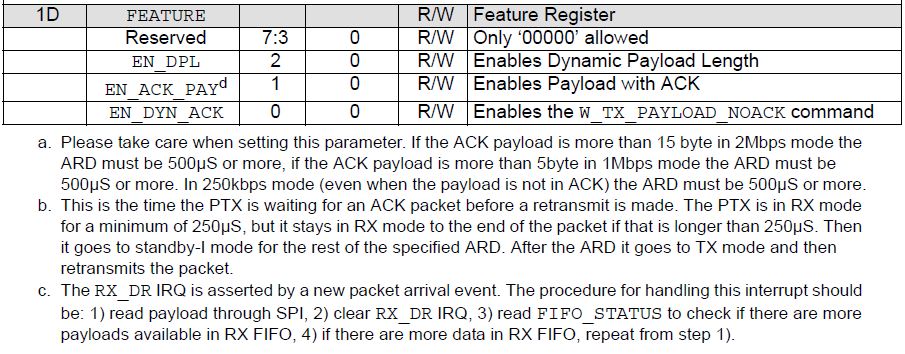 1D FEATURE R/W Feature Register
Reserved 7:3 0 R/W Only ‘00000’ allowed
EN_DPL 2 0 R/W Enables Dynamic Payload Length
EN_ACK_PAYd 1 0 R/W Enables Payload with ACK
EN_DYN_ACK 0 0 R/W Enables the W_TX_PAYLOAD_NOACK command
a. Please take care when setting this parameter. If the ACK payload is more than 15 byte in 2Mbps mode the
ARD must be 500µS or more, if the ACK payload is more than 5byte in 1Mbps mode the ARD must be
500µS or more. In 250kbps mode (even when the payload is not in ACK) the ARD must be 500µS or more.
b. This is the time the PTX is waiting for an ACK packet before a retransmit is made. The PTX is in RX mode
for a minimum of 250µS, but it stays in RX mode to the end of the packet if that is longer than 250µS. Then
it goes to standby-I mode for the rest of the specified ARD. After the ARD it goes to TX mode and then
retransmits the packet.
c. The RX_DR IRQ is asserted by a new packet arrival event. The procedure for handling this interrupt should
be: 1) read payload through SPI, 2) clear RX_DR IRQ, 3) read FIFO_STATUS to check if there are more
payloads available in RX FIFO, 4) if there are more data in RX FIFO, repeat from step 1).